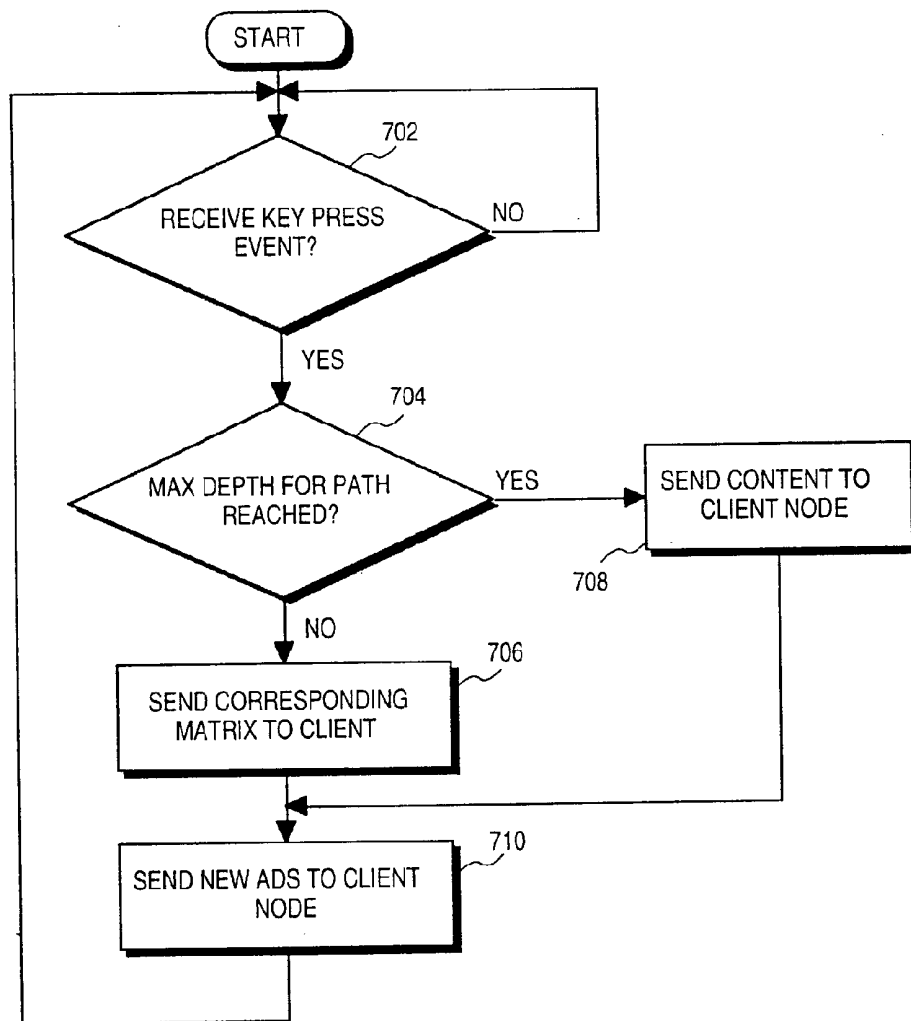 START
702
RECEIVE KEY PRESS
EVENT?
NO
YES
704
MAX DEPTH FOR PATH
REACHED?
YES
SEND CONTENT TO
CLIENT NODE
708
NO
706
SEND CORRESPONDING
MATRIX TO CLIENT
710
SEND NEW ADS TO CLIENT
NODE